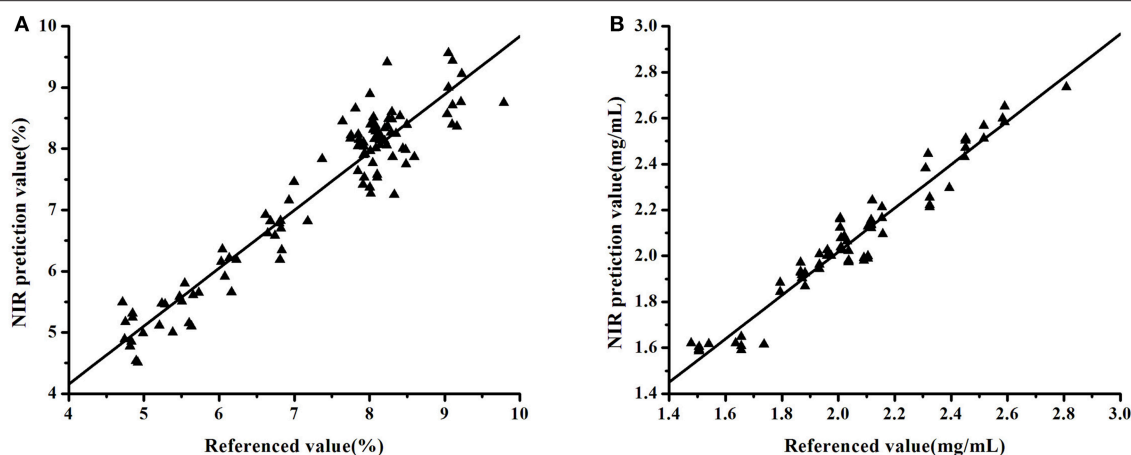 A
10
9
8
7
6
5
4
4 5 6 7 8 9 10
NIR pretiction value(%)
Referenced value(%)
B
3.0
2.8
2.6
2.4
2.2
2.0
1.8
1.6
1.4
1.4 1.6 1.8 2.0 2.2 2.4 2.6 2.8 3.0
NIR pretiction value(mg/mL)
Referenced value(mg/mL)